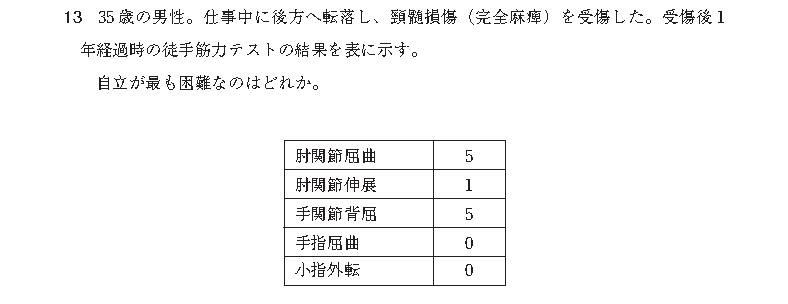 13 35歳の男性。仕事中に後方へ転落し、頸髄損傷（完全麻痺）を受傷した。受傷後1
年経過時の徒手筋力テストの結果を表に示す。
自立が最も困難なのはどれか。
肘関節屈曲 5
肘関節伸展 1
手関節背屈 5
手指屈曲 0
小指外転 0